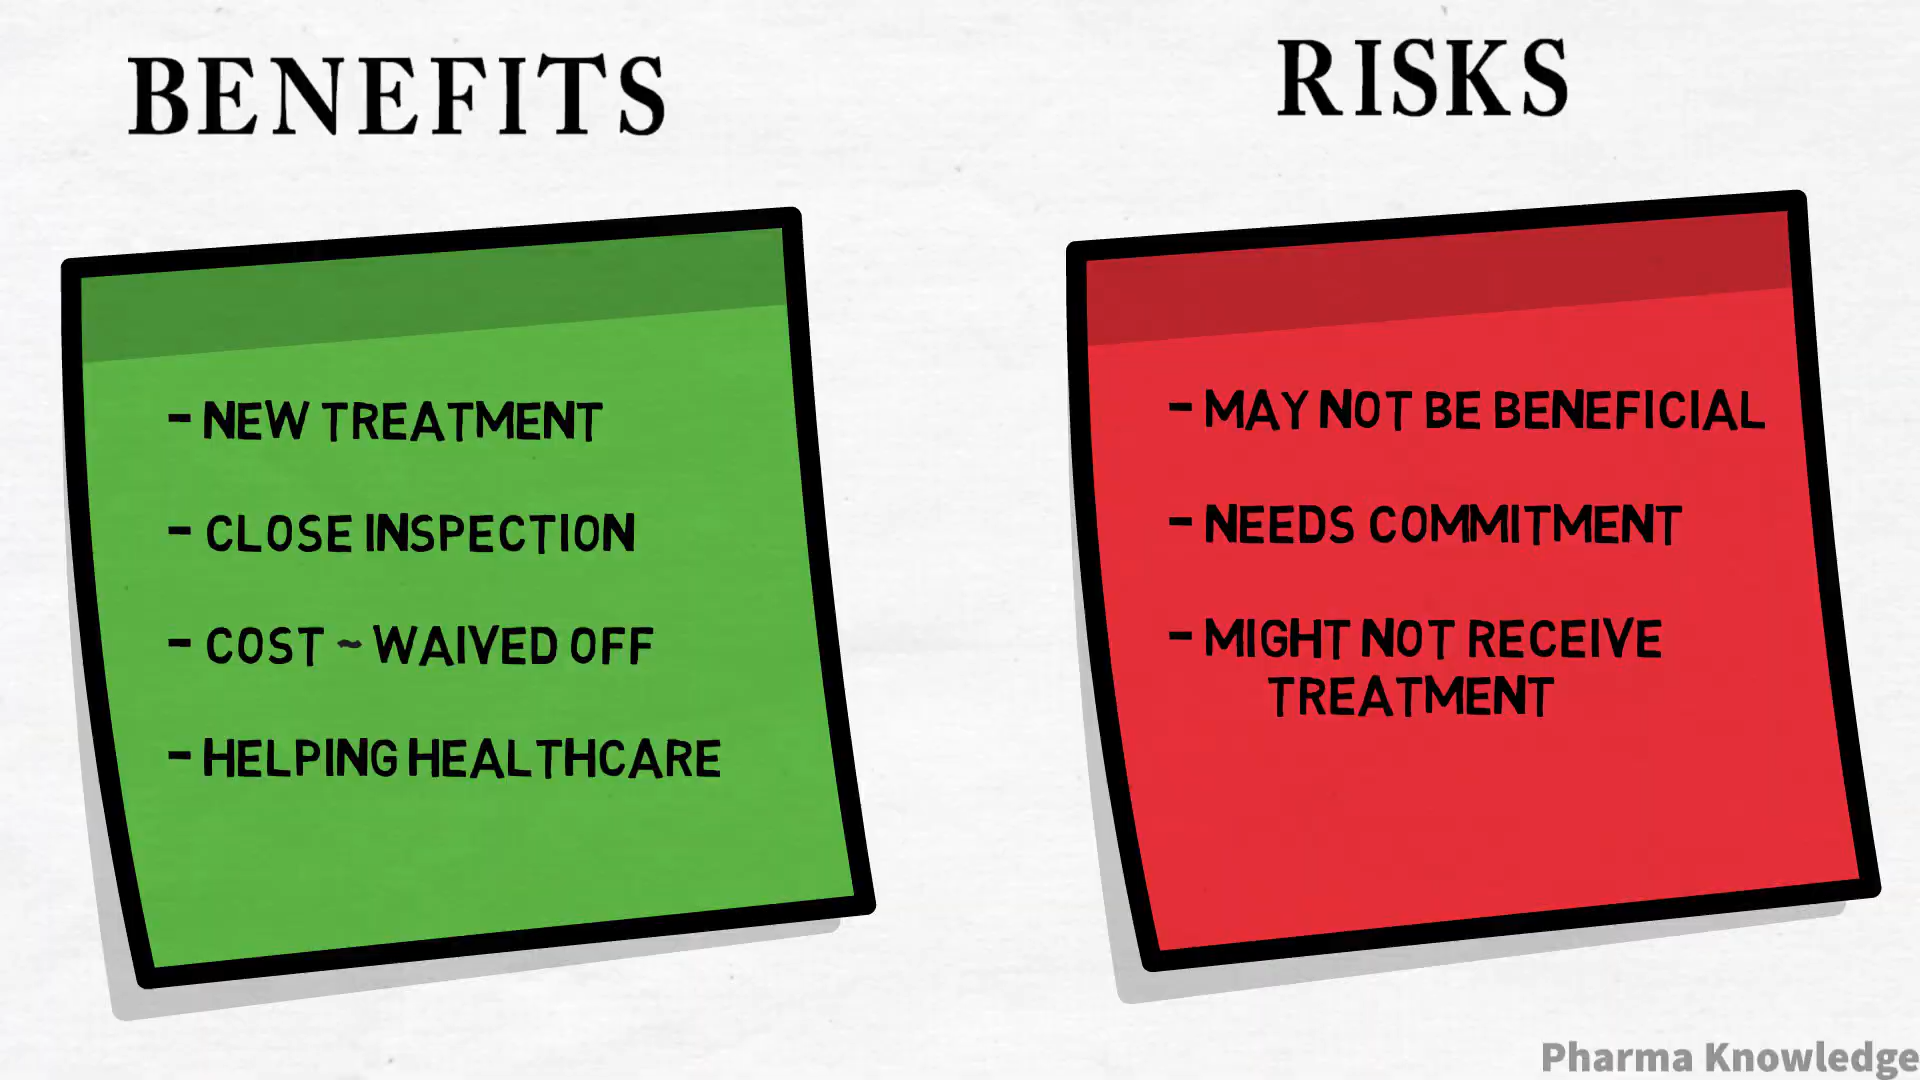 BENEFITS
- NEW TREATMENT
- CLOSE INSPECTION
- COST ~ WAIVED OFF
- HELPING HEALTHCARE
RISKS
- MAY NOT BE BENEFICIAL
- NEEDS COMMITMENT
- MIGHT NOT RECEIVE
TREATMENT
Pharma Knowledge